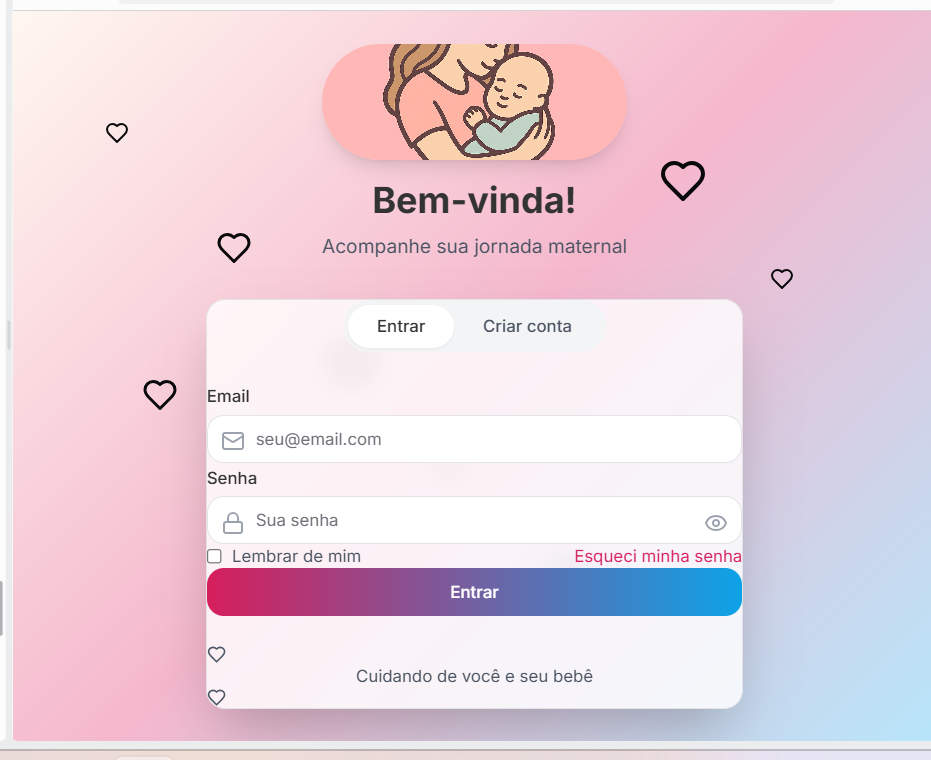 Bem-vinda!
Acompanhe sua jornada maternal
Entrar
Criar conta
Email
seu@email.com
Senha
Sua senha
Lembrar de mim
Esqueci minha senha
Entrar
Cuidando de você e seu bebê